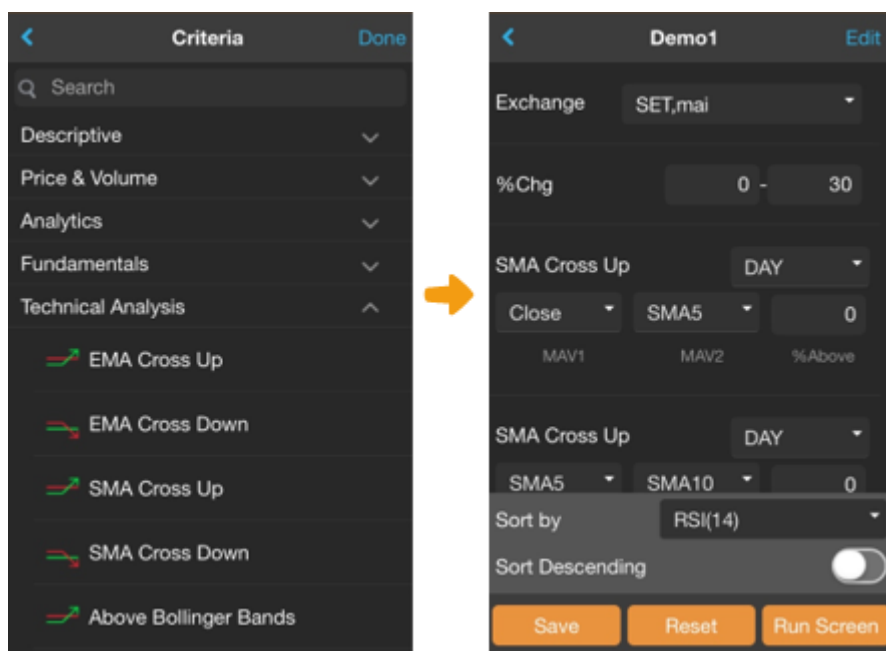 Criteria
Done
Search
Descriptive
Price & Volume
Analytics
Fundamentals
Technical Analysis
EMA Cross Up
EMA Cross Down
SMA Cross Up
SMA Cross Down
Above Bollinger Bands
Demo1
Edit
Exchange SET,mai
%Chg 0 - 30
SMA Cross Up DAY
Close SMA5 0
MAV1 MAV2 %Above
SMA Cross Up DAY
SMA5 SMA10 0
Sort by RSI(14)
Sort Descending
Save Reset Run Screen